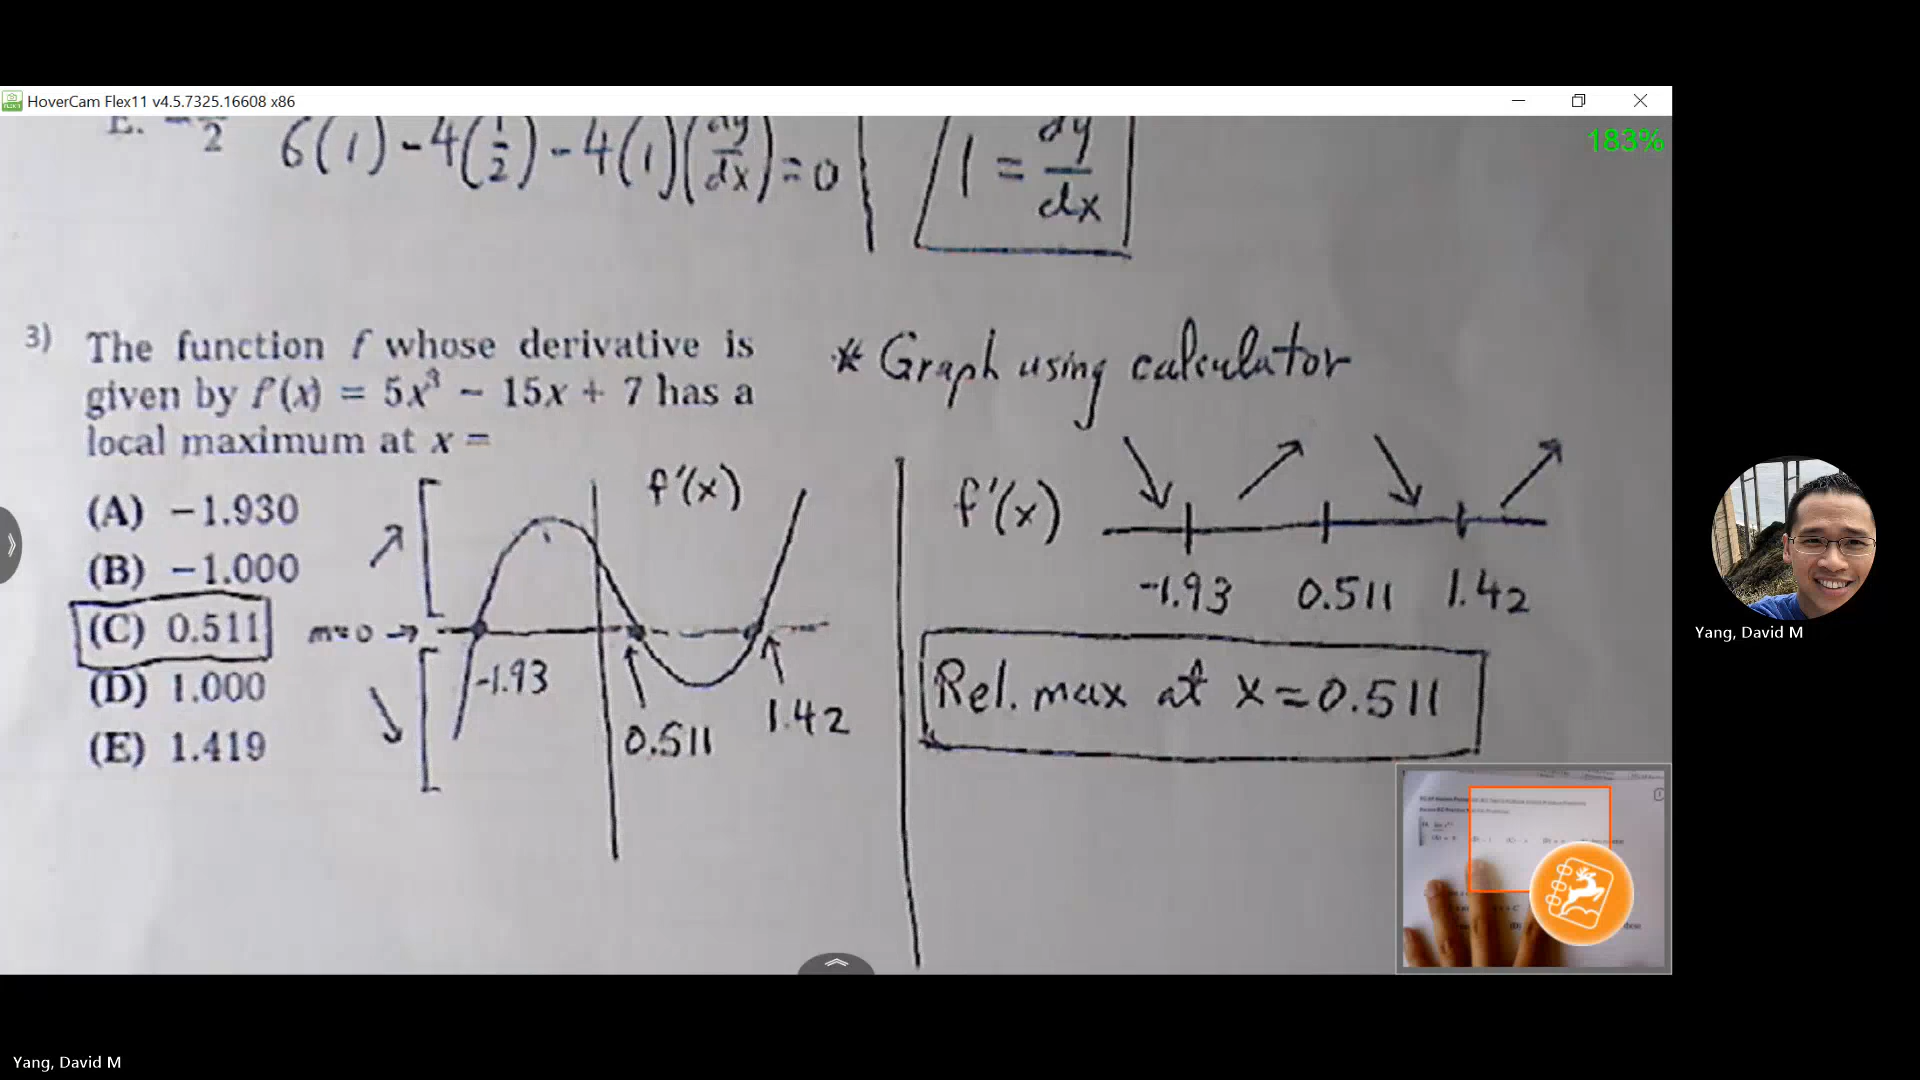 HoverCam Flex11 v4.5.7325.16608 x86
183%
E. - 2
6(1)-4(1/2)-4(1)(dy/dx)=0
1 = dy/dx
3) The function f whose derivative is
given by f'(x) = 5x³ − 15x + 7 has a
local maximum at x =
(A) −1.930
(B) −1.000
(C) 0.511
(D) 1.000
(E) 1.419
f'(x)
m=0 →
-1.93
0.511
1.42
* Graph using calculator
f'(x)
-1.93 0.511 1.42
Rel. max at x=0.511
Yang, David M
Yang, David M